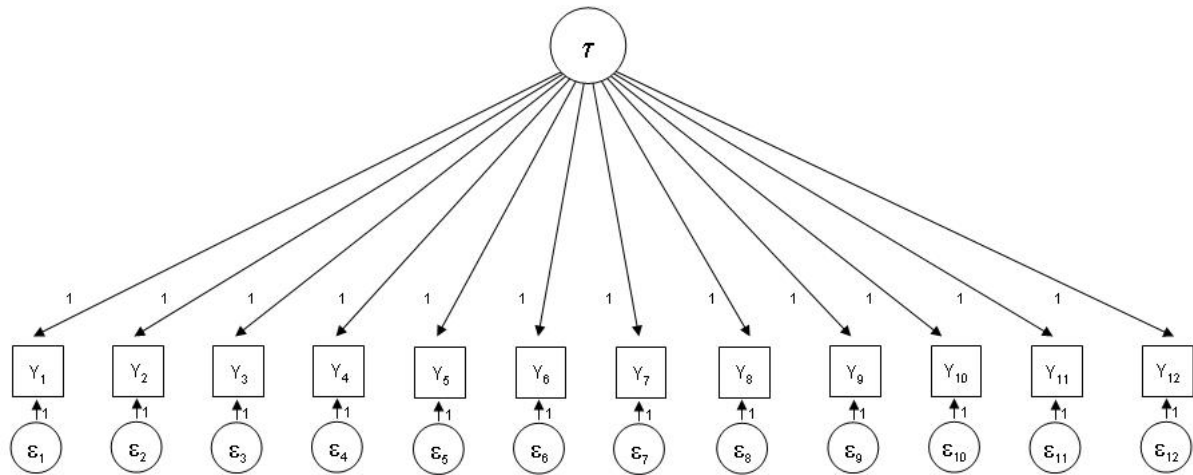 τ
1 1 1 1 1 1 1 1 1 1 1 1
Y₁ Y₂ Y₃ Y₄ Y₅ Y₆ Y₇ Y₈ Y₉ Y₁₀ Y₁₁ Y₁₂
1 1 1 1 1 1 1 1 1 1 1 1
ε₁ ε₂ ε₃ ε₄ ε₅ ε₆ ε₇ ε₈ ε₉ ε₁₀ ε₁₁ ε₁₂